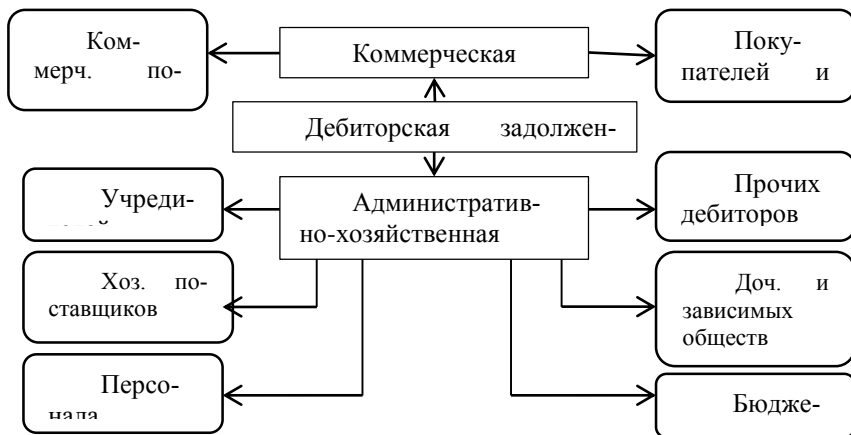 Ком-
мерч. по-
Коммерческая
Поку-
пателей и
Дебиторская задолжен-
Учреди-
Административ-
но-хозяйственная
Прочих
дебиторов
Хоз. по-
ставщиков
Доч. и
зависимых
обществ
Персо-
нала
Бюдже-